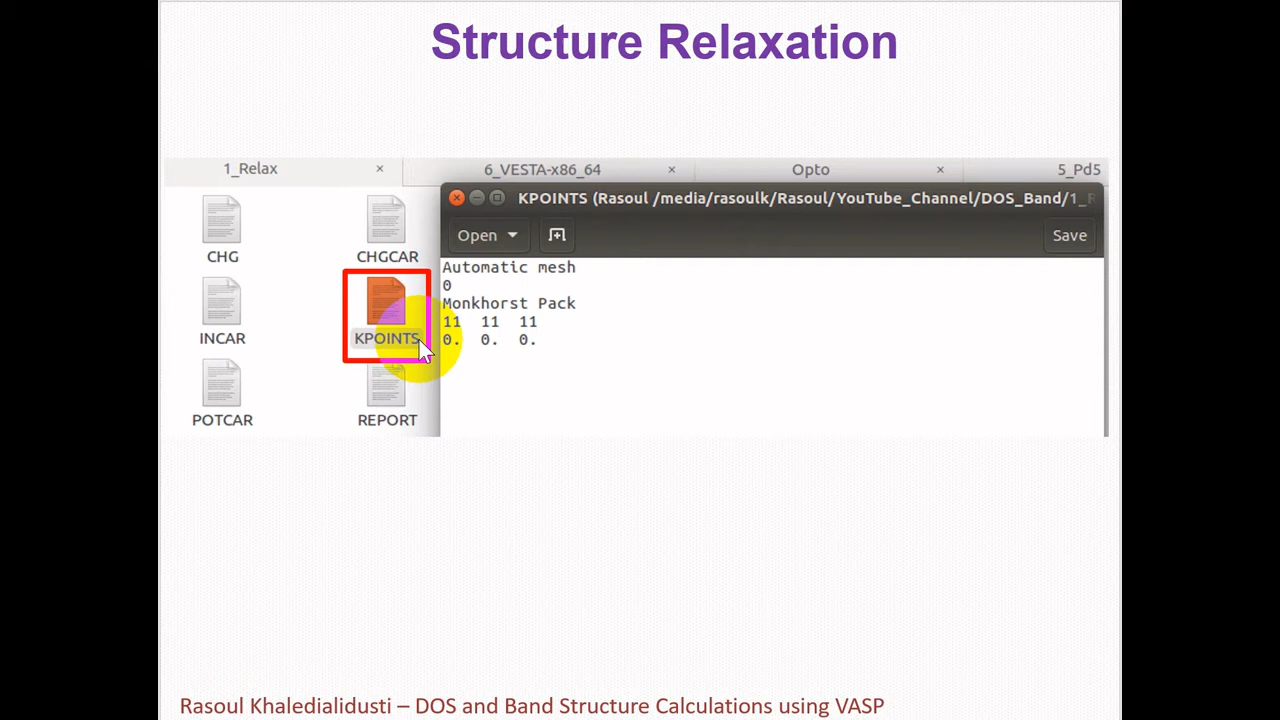 Structure Relaxation
1_Relax × 6_VESTA-x86_64 × Opto × 5_Pd5
KPOINTS (Rasoul /media/rasoulk/Rasoul/YouTube_Channel/DOS_Band/1_R
Open Save
CHG CHGCAR
INCAR KPOINTS
POTCAR REPORT
Automatic mesh
0
Monkhorst Pack
11 11 11
0. 0. 0.
Rasoul Khaledialidusti – DOS and Band Structure Calculations using VASP